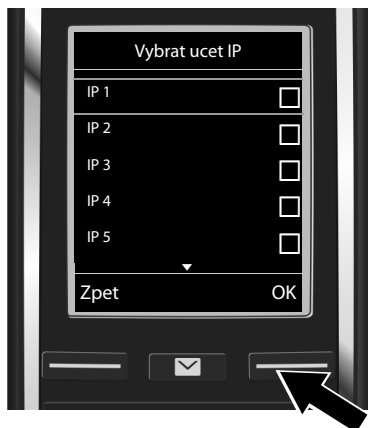 Vybrat ucet IP
IP 1
IP 2
IP 3
IP 4
IP 5
Zpet OK